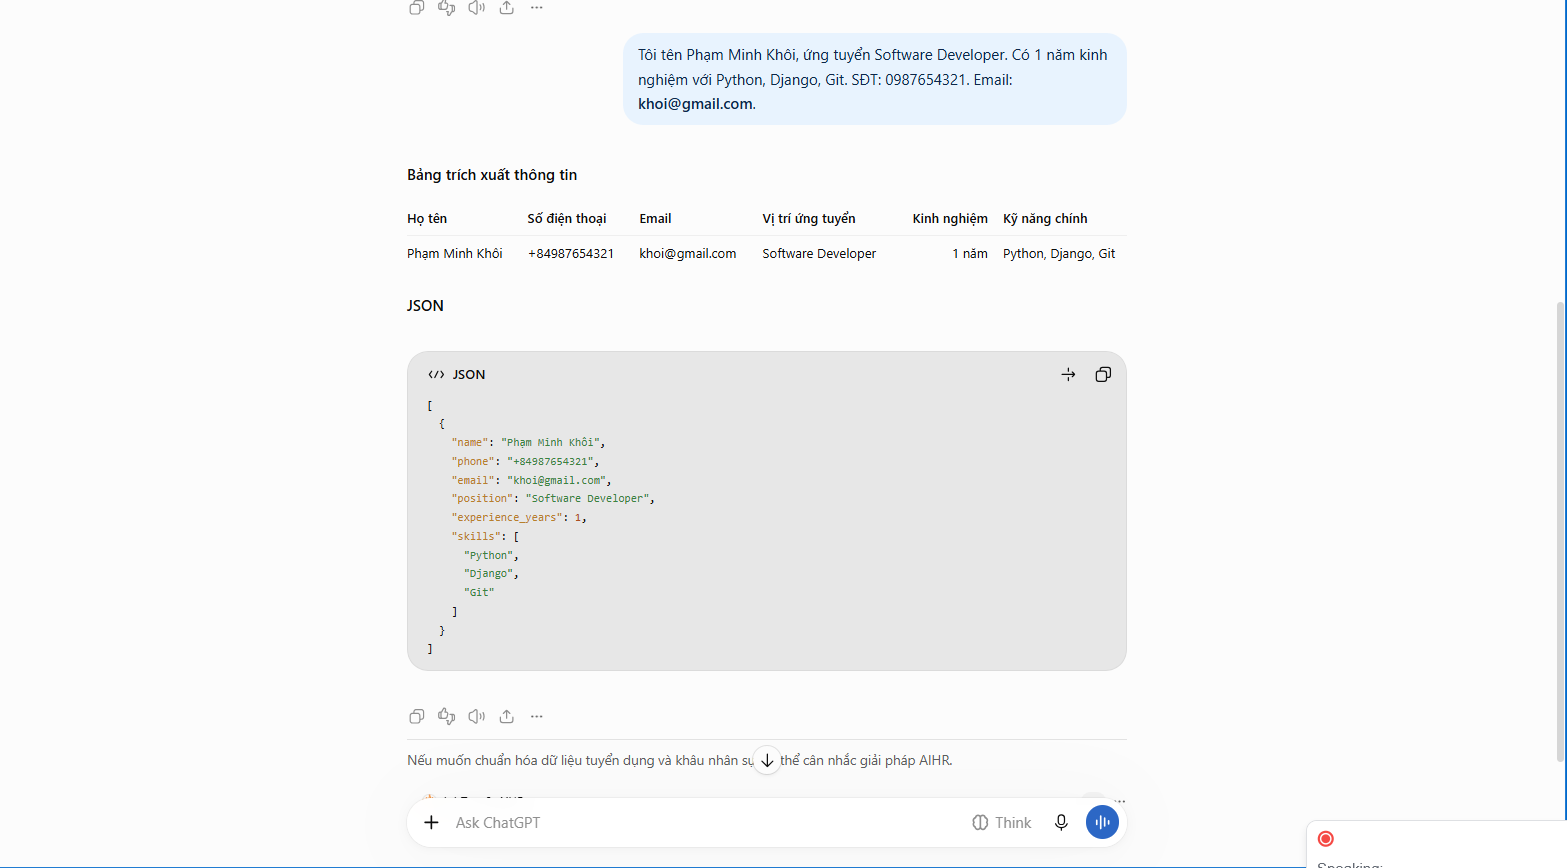 Tôi tên Phạm Minh Khôi, ứng tuyển Software Developer. Có 1 năm kinh
nghiệm với Python, Django, Git. SĐT: 0987654321. Email:
khoi@gmail.com.
Bảng trích xuất thông tin
Họ tên Số điện thoại Email Vị trí ứng tuyển Kinh nghiệm Kỹ năng chính
Phạm Minh Khôi +84987654321 khoi@gmail.com Software Developer 1 năm Python, Django, Git
JSON
JSON
[
{
"name": "Phạm Minh Khôi",
"phone": "+84987654321",
"email": "khoi@gmail.com",
"position": "Software Developer",
"experience_years": 1,
"skills": [
"Python",
"Django",
"Git"
]
}
]
Nếu muốn chuẩn hóa dữ liệu tuyển dụng và khâu nhân sự thể cân nhắc giải pháp AIHR.
Ask ChatGPT Think